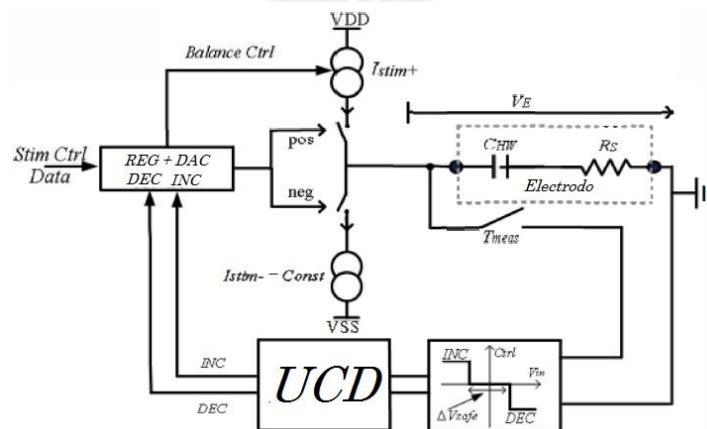 VDD
Balance Ctrl
Istim+
VE
pos
CHW
RS
Stim Ctrl
Data
REG + DAC
DEC INC
Electrodo
neg
Tmeas
Istim- - Const
VSS
INC
UCD
INC
Ctrl
Vin
DEC
ΔVsafe
DEC